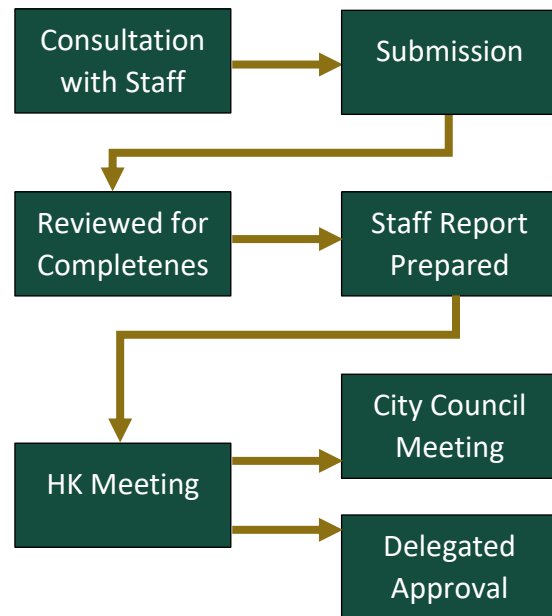 Consultation
with Staff
Submission
Reviewed for
Completenes
Staff Report
Prepared
HK Meeting
City Council
Meeting
Delegated
Approval